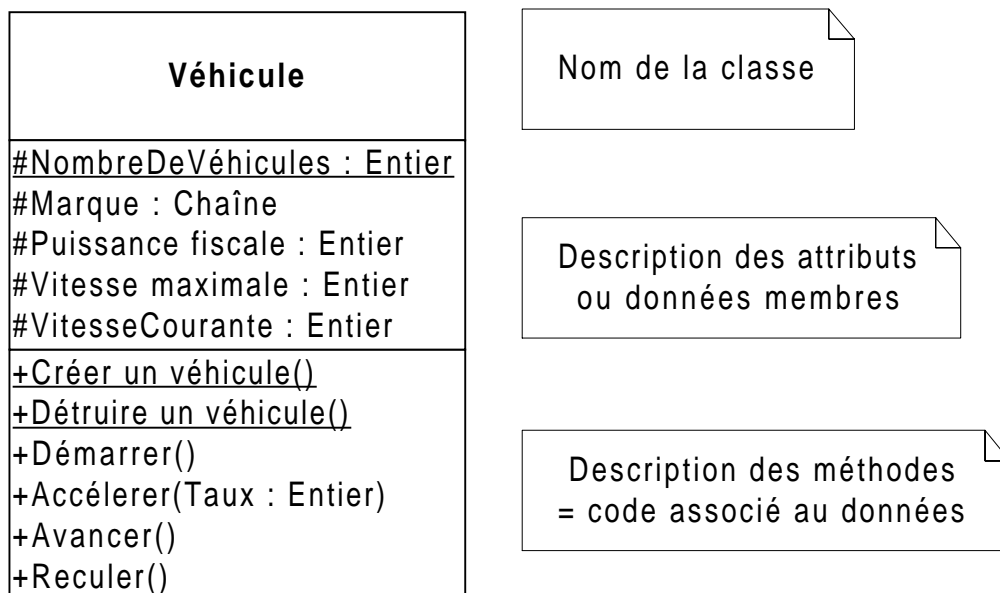 Véhicule
#NombreDeVéhicules : Entier
#Marque : Chaîne
#Puissance fiscale : Entier
#Vitesse maximale : Entier
#VitesseCourante : Entier
+Créer un véhicule()
+Détruire un véhicule()
+Démarrer()
+Accélerer(Taux : Entier)
+Avancer()
+Reculer()
Nom de la classe
Description des attributs
ou données membres
Description des méthodes
= code associé au données